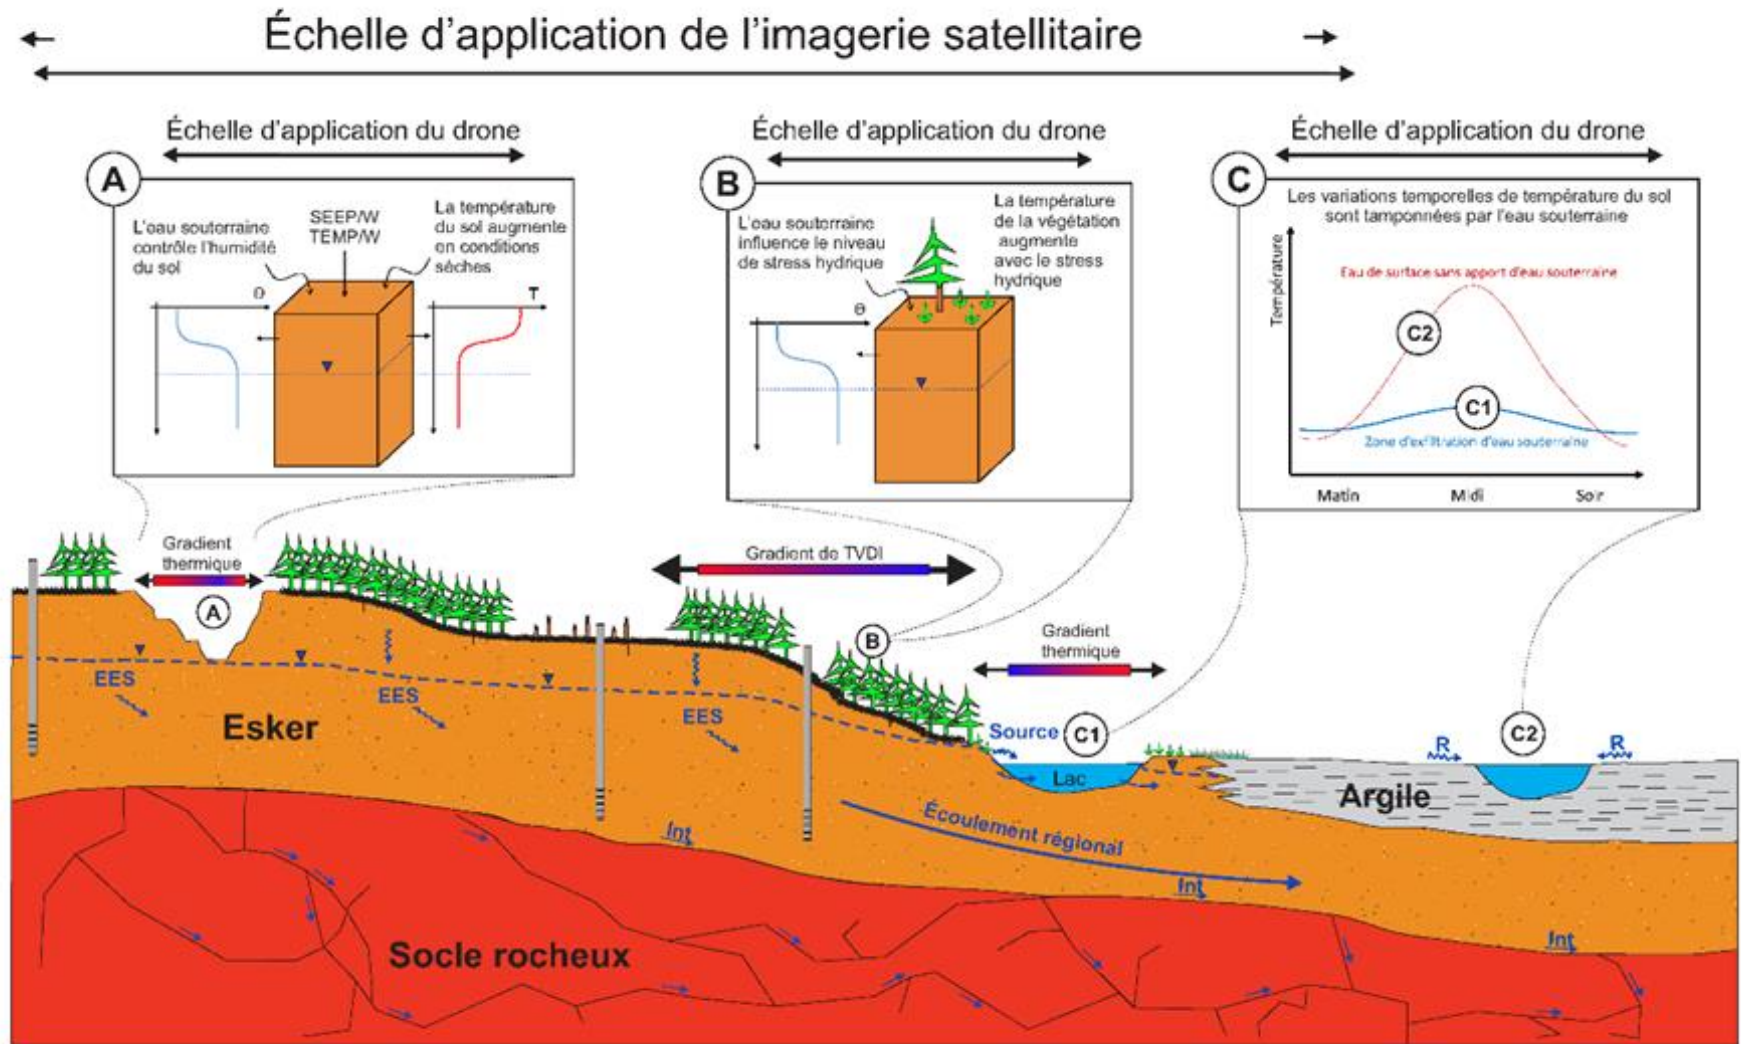 Échelle d'application de l'imagerie satellitaire
Échelle d'application du drone
A
L'eau souterraine
contrôle l'humidité
du sol
SEEP/W
TEMP/W
La température
du sol augmente
en conditions
sèches
Θ
T
Échelle d'application du drone
B
L'eau souterraine
influence le niveau
de stress hydrique
La température
de la végétation
augmente
avec le stress
hydrique
Θ
Échelle d'application du drone
C
Les variations temporelles de température du sol
sont tamponnées par l'eau souterraine
Température
Eau de surface sans apport d'eau souterraine
C2
C1
Zone d'exfiltration d'eau souterraine
Matin
Midi
Soir
Gradient
thermique
A
Gradient de TVDI
B
Gradient
thermique
EES
EES
EES
Esker
Source
C1
Lac
R
C2
R
Argile
Écoulement régional
Int
Int
Int
Socle rocheux